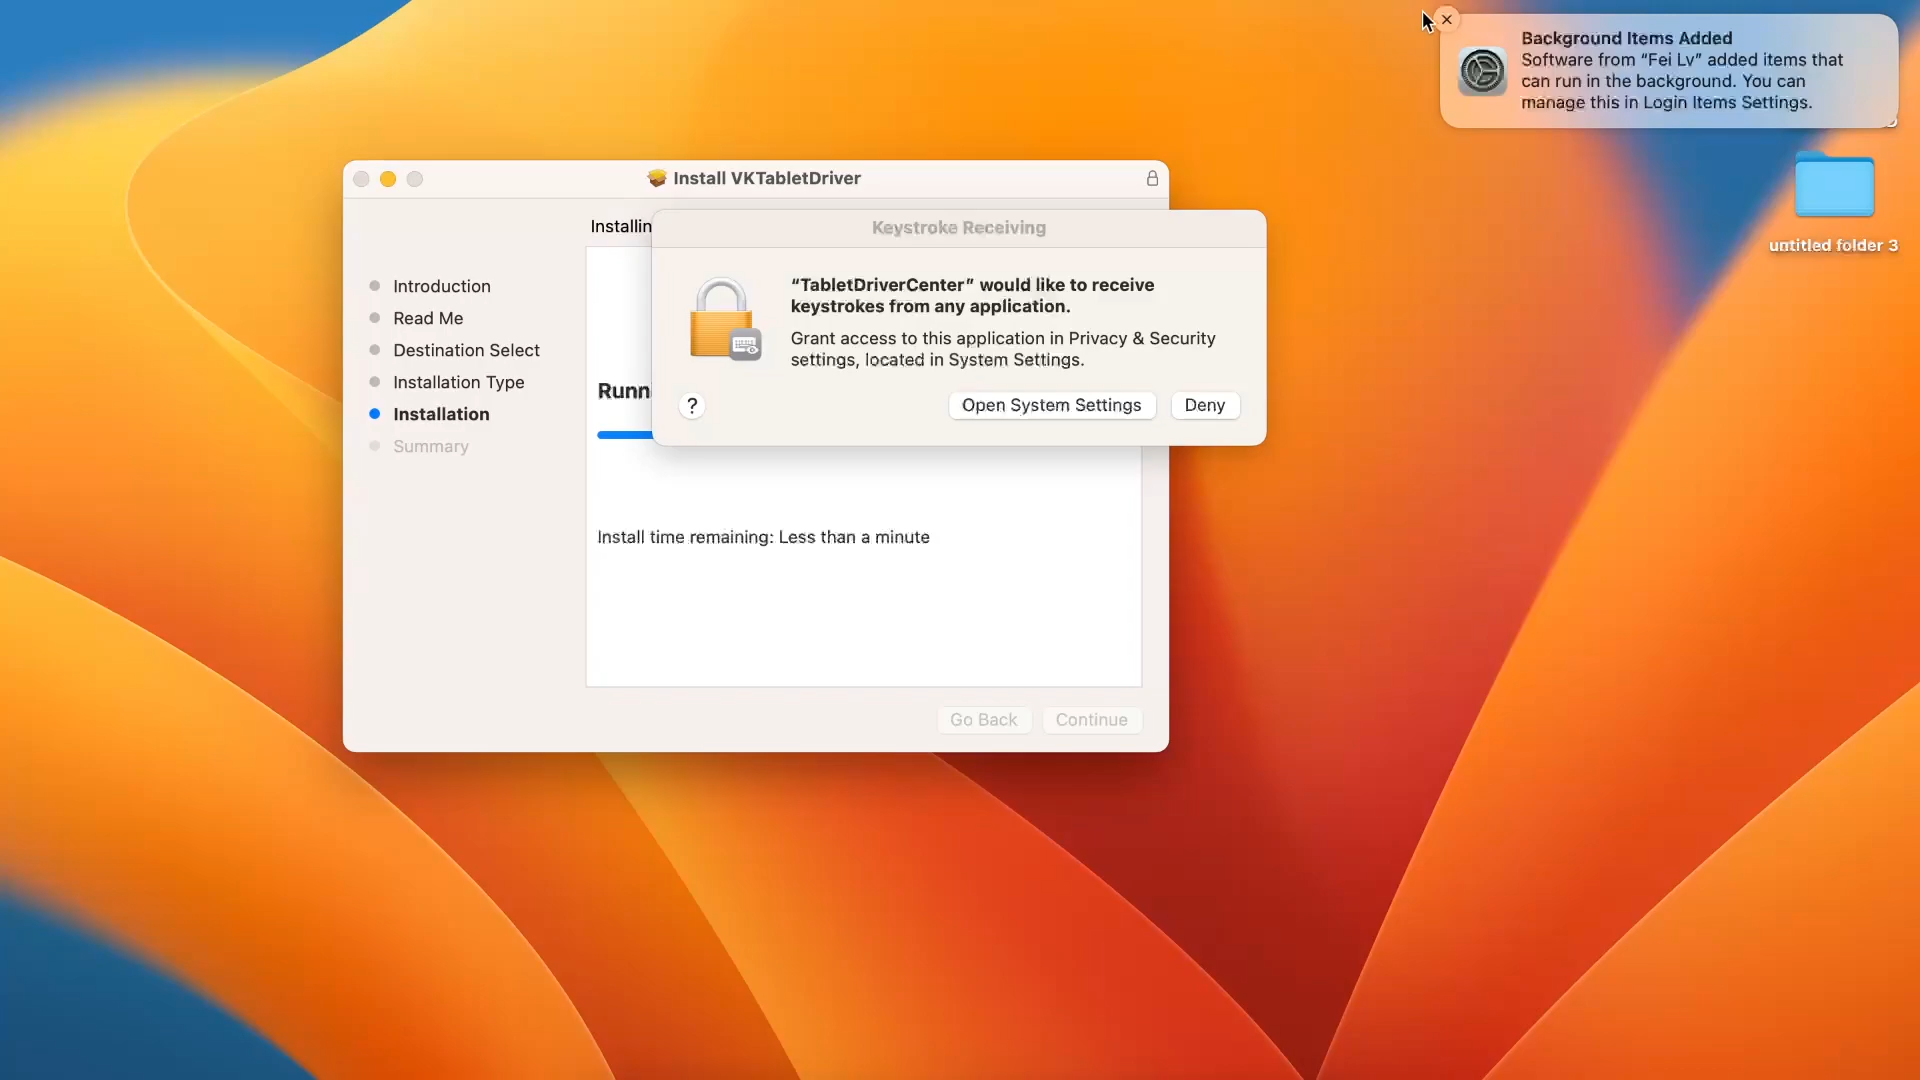 Background Items Added
Software from “Fei Lv” added items that
can run in the background. You can
manage this in Login Items Settings.
untitled folder 3
Install VKTabletDriver
Installin
Introduction
Read Me
Destination Select
Installation Type
Installation
Summary
Runn
Keystroke Receiving
“TabletDriverCenter” would like to receive
keystrokes from any application.
Grant access to this application in Privacy & Security
settings, located in System Settings.
?
Open System Settings
Deny
Install time remaining: Less than a minute
Go Back
Continue